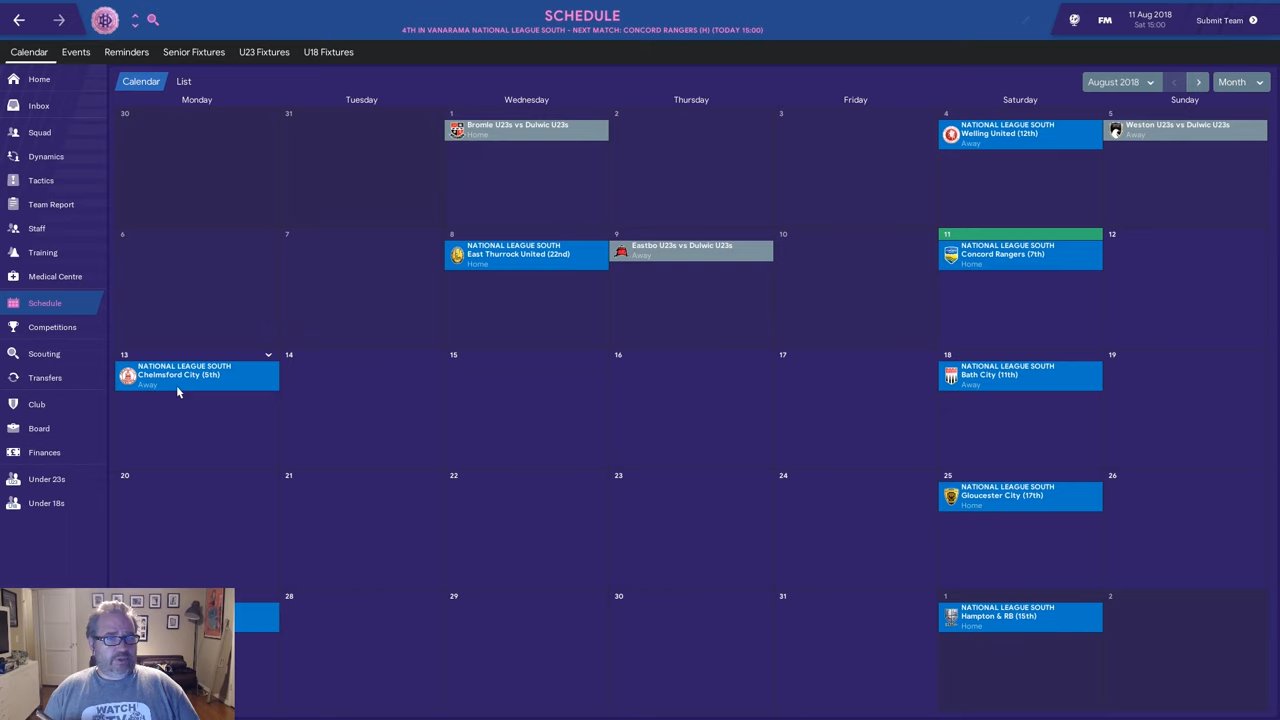 SCHEDULE
4TH IN VANARAMA NATIONAL LEAGUE SOUTH - NEXT MATCH: CONCORD RANGERS (H) (TODAY 15:00)
FM
11 Aug 2018
Sat 15:00
Submit Team
Calendar
Events
Reminders
Senior Fixtures
U23 Fixtures
U18 Fixtures
Home
Inbox
Squad
Dynamics
Tactics
Team Report
Staff
Training
Medical Centre
Schedule
Competitions
Scouting
Transfers
Club
Board
Finances
Under 23s
Under 18s
Calendar
List
August 2018
Month
Monday
Tuesday
Wednesday
Thursday
Friday
Saturday
Sunday
30
31
1
Bromle U23s vs Dulwic U23s
Home
2
3
4
NATIONAL LEAGUE SOUTH
Welling United (12th)
Away
5
Weston U23s vs Dulwic U23s
Away
6
7
8
NATIONAL LEAGUE SOUTH
East Thurrock United (22nd)
Home
9
Eastbo U23s vs Dulwic U23s
Away
10
11
NATIONAL LEAGUE SOUTH
Concord Rangers (7th)
Home
12
13
NATIONAL LEAGUE SOUTH
Chelmsford City (5th)
Away
14
15
16
17
18
NATIONAL LEAGUE SOUTH
Bath City (11th)
Away
19
20
21
22
23
24
25
NATIONAL LEAGUE SOUTH
Gloucester City (17th)
Home
26
28
29
30
31
1
NATIONAL LEAGUE SOUTH
Hampton & RB (15th)
Home
2
WATCH